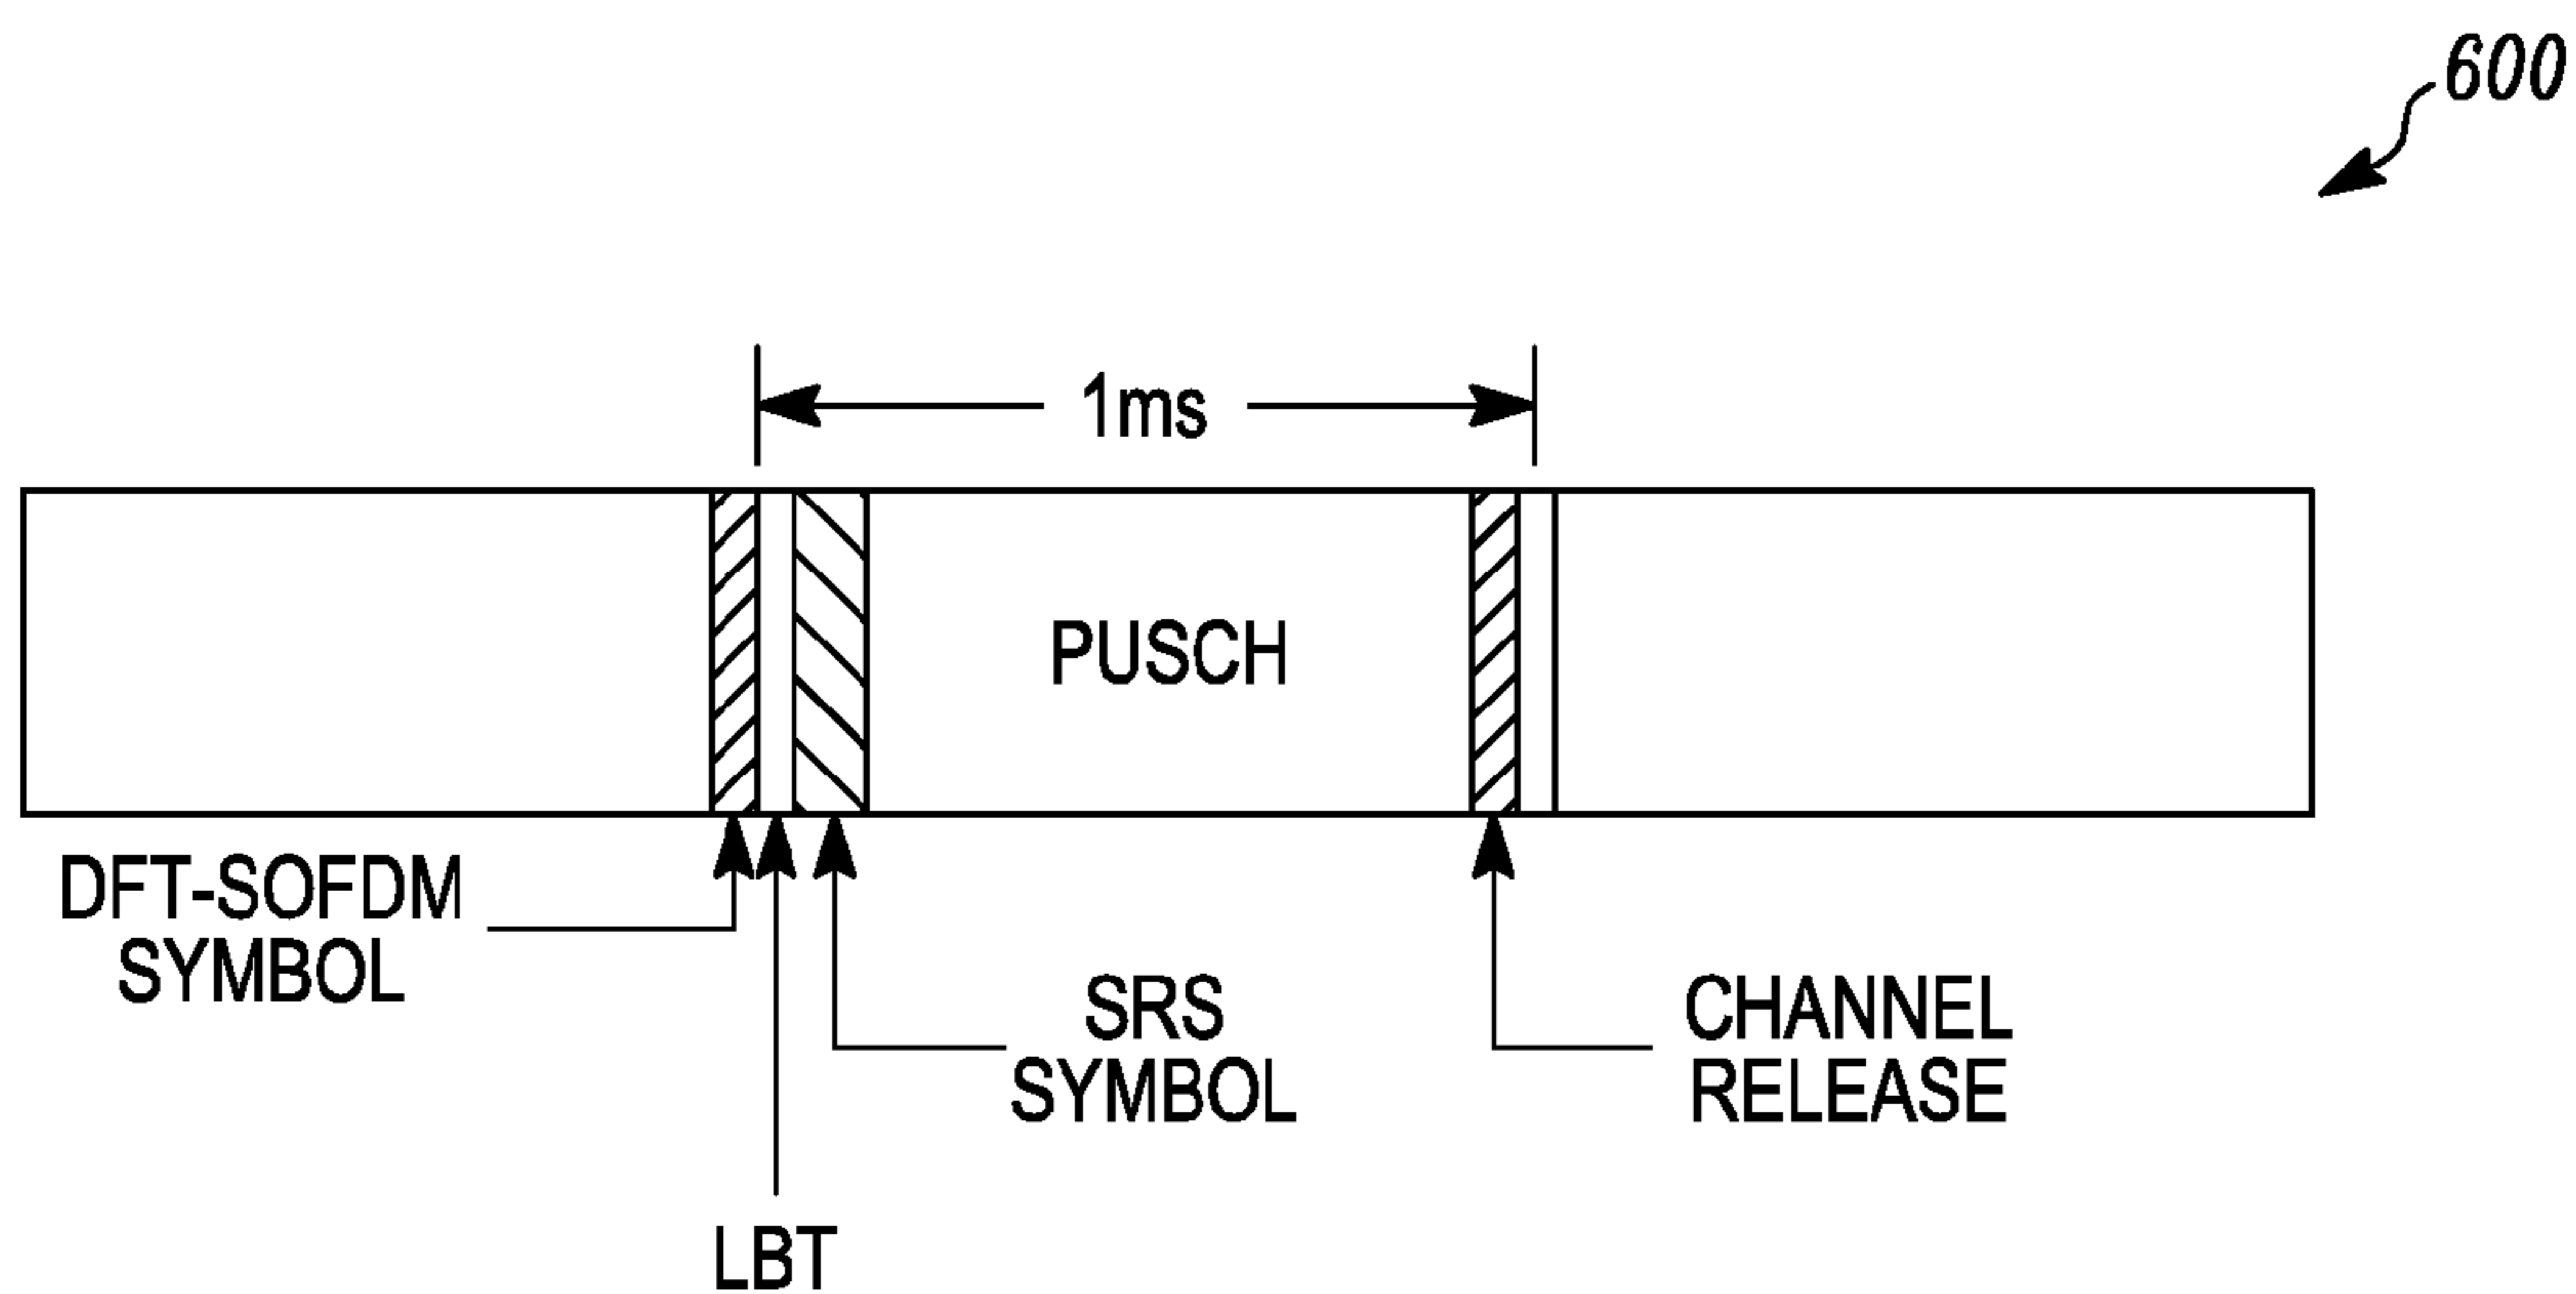 600
1ms
PUSCH
DFT-SOFDM
SYMBOL
SRS
SYMBOL
CHANNEL
RELEASE
LBT